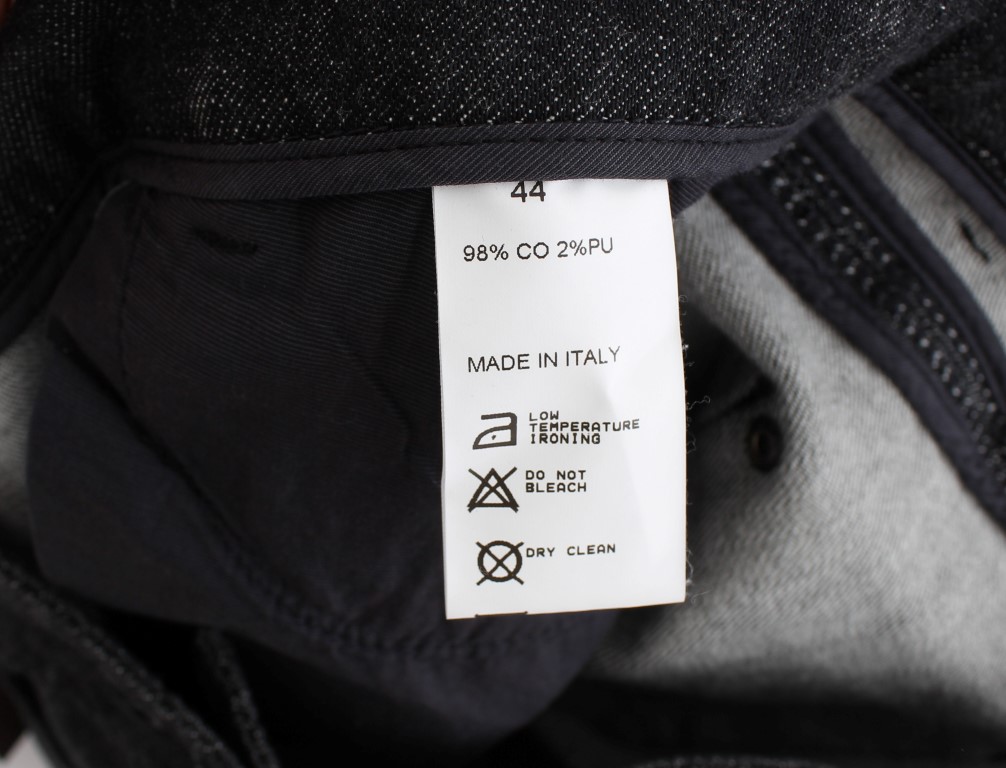 44
98% CO 2%PU
MADE IN ITALY
LOW
TEMPERATURE
IRONING
DO NOT
BLEACH
DRY CLEAN